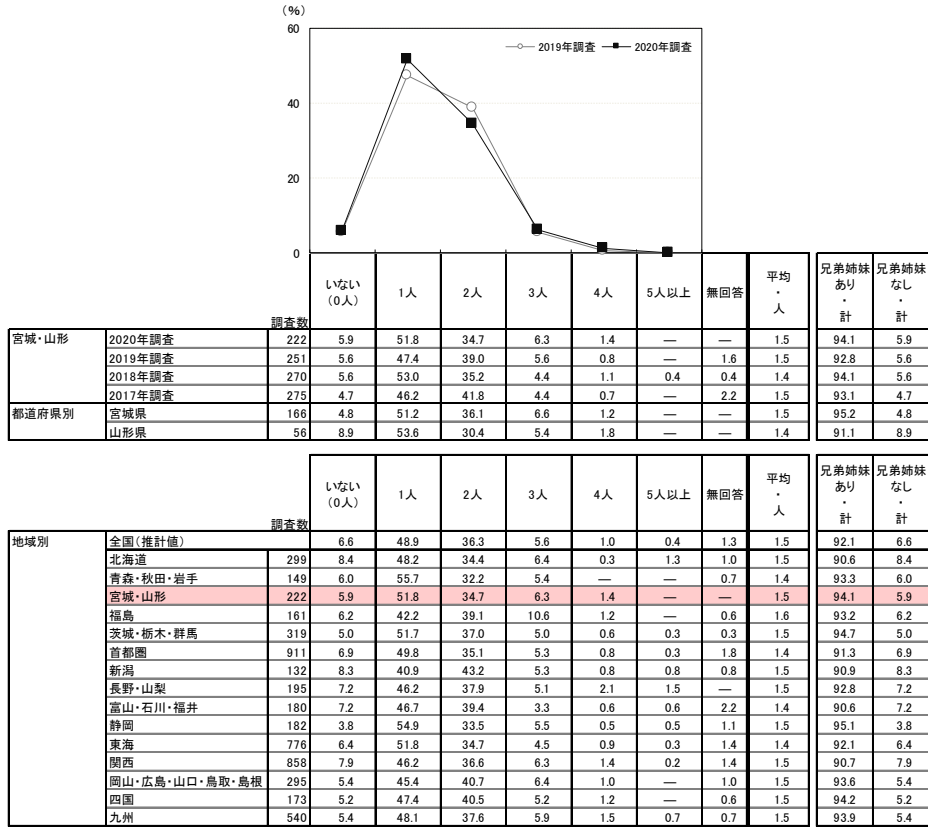 （%）
60
40
20
0
2019年調査 2020年調査
調査数 いない（0人） 1人 2人 3人 4人 5人以上 無回答 平均・人 兄弟姉妹あり・計 兄弟姉妹なし・計
宮城・山形 2020年調査 222 5.9 51.8 34.7 6.3 1.4 — — 1.5 94.1 5.9
2019年調査 251 5.6 47.4 39.0 5.6 0.8 — 1.6 1.5 92.8 5.6
2018年調査 270 5.6 53.0 35.2 4.4 1.1 0.4 0.4 1.4 94.1 5.6
2017年調査 275 4.7 46.2 41.8 4.4 0.7 — 2.2 1.5 93.1 4.7
都道府県別 宮城県 166 4.8 51.2 36.1 6.6 1.2 — — 1.5 95.2 4.8
山形県 56 8.9 53.6 30.4 5.4 1.8 — — 1.4 91.1 8.9
調査数 いない（0人） 1人 2人 3人 4人 5人以上 無回答 平均・人 兄弟姉妹あり・計 兄弟姉妹なし・計
地域別 全国（推計値） 6.6 48.9 36.3 5.6 1.0 0.4 1.3 1.5 92.1 6.6
北海道 299 8.4 48.2 34.4 6.4 0.3 1.3 1.0 1.5 90.6 8.4
青森・秋田・岩手 149 6.0 55.7 32.2 5.4 — — 0.7 1.4 93.3 6.0
宮城・山形 222 5.9 51.8 34.7 6.3 1.4 — — 1.5 94.1 5.9
福島 161 6.2 42.2 39.1 10.6 1.2 — 0.6 1.6 93.2 6.2
茨城・栃木・群馬 319 5.0 51.7 37.0 5.0 0.6 0.3 0.3 1.5 94.7 5.0
首都圏 911 6.9 49.8 35.1 5.3 0.8 0.3 1.8 1.4 91.3 6.9
新潟 132 8.3 40.9 43.2 5.3 0.8 0.8 0.8 1.5 90.9 8.3
長野・山梨 195 7.2 46.2 37.9 5.1 2.1 1.5 — 1.5 92.8 7.2
富山・石川・福井 180 7.2 46.7 39.4 3.3 0.6 0.6 2.2 1.4 90.6 7.2
静岡 182 3.8 54.9 33.5 5.5 0.5 0.5 1.1 1.5 95.1 3.8
東海 776 6.4 51.8 34.7 4.5 0.9 0.3 1.4 1.4 92.1 6.4
関西 858 7.9 46.2 36.6 6.3 1.4 0.2 1.4 1.5 90.7 7.9
岡山・広島・山口・鳥取・島根 295 5.4 45.4 40.7 6.4 1.0 — 1.0 1.5 93.6 5.4
四国 173 5.2 47.4 40.5 5.2 1.2 — 0.6 1.5 94.2 5.2
九州 540 5.4 48.1 37.6 5.9 1.5 0.7 0.7 1.5 93.9 5.4